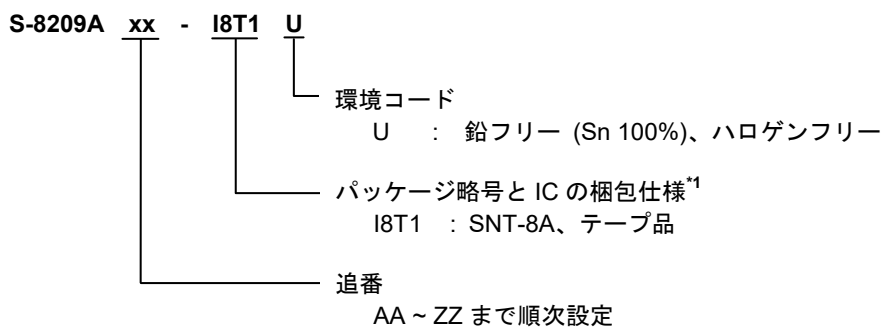 S-8209A xx - I8T1 U
環境コード
U : 鉛フリー (Sn 100%)、ハロゲンフリー
パッケージ略号と IC の梱包仕様*1
I8T1 : SNT-8A、テープ品
追番
AA ~ ZZ まで順次設定